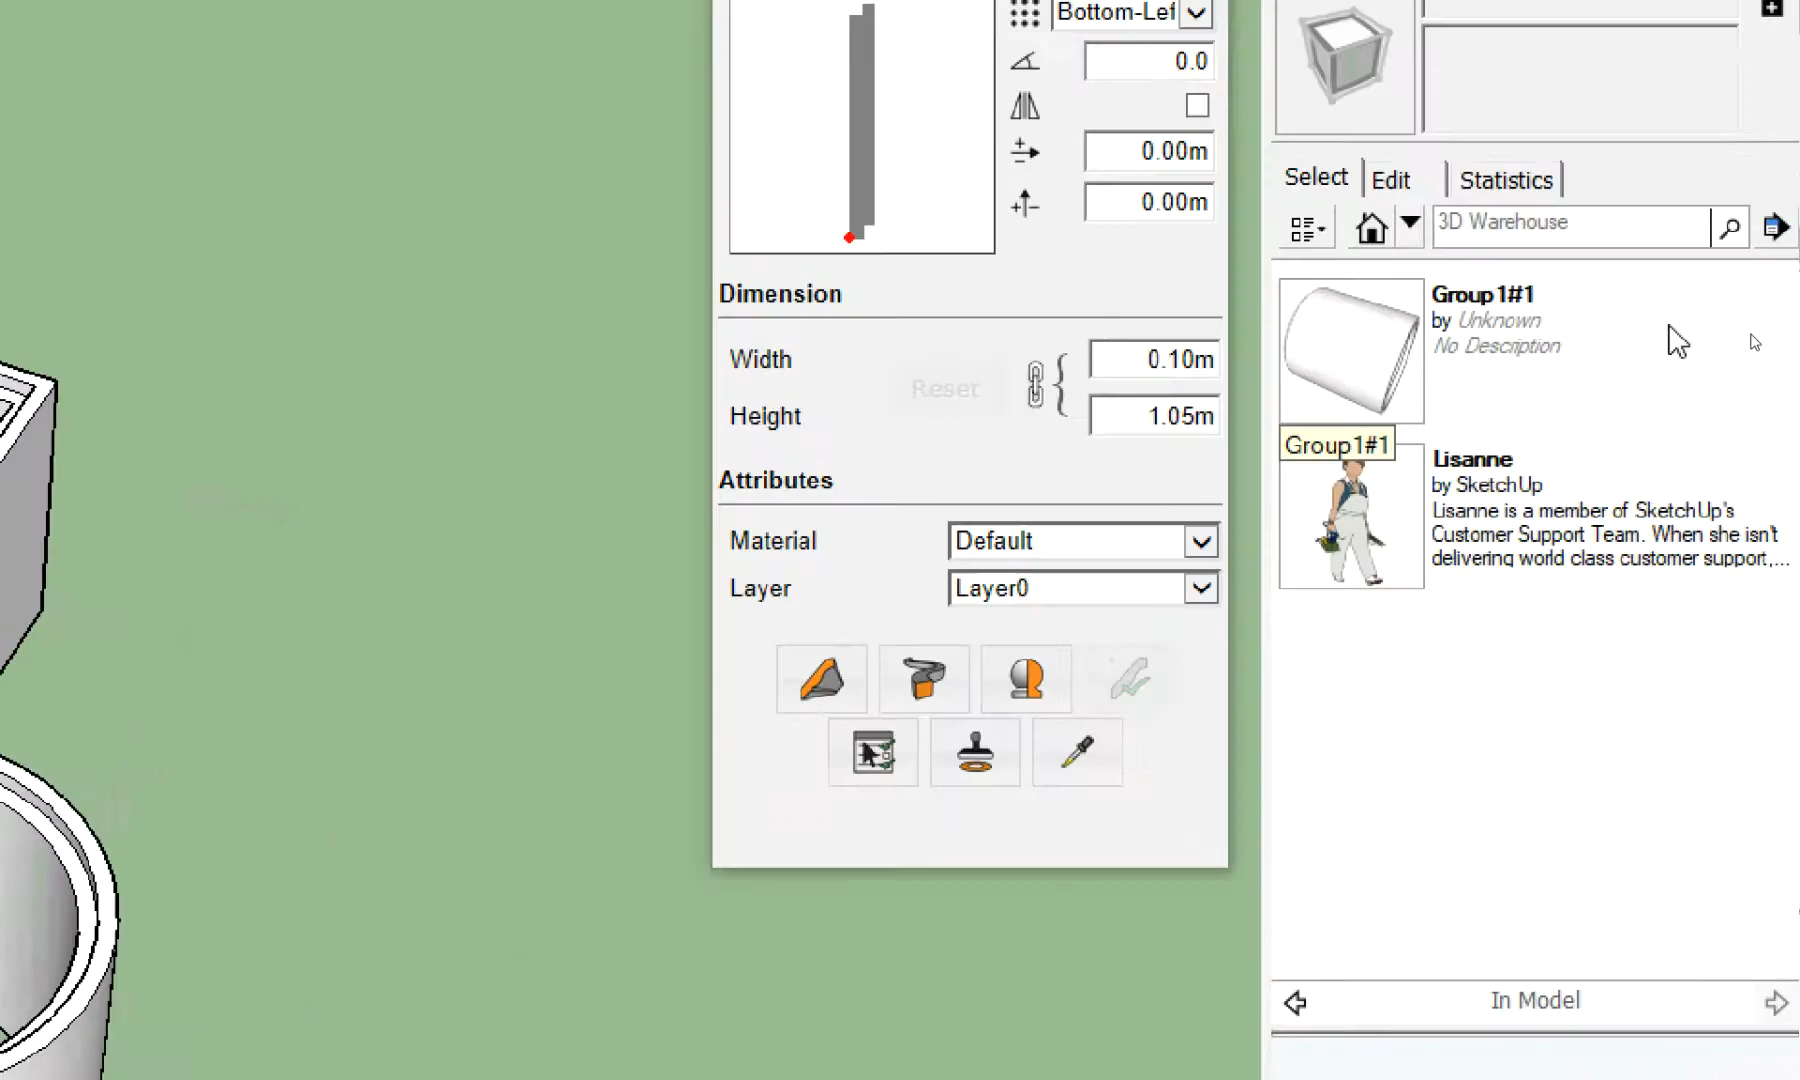 Bottom-Lef
0.0
0.00m
0.00m
Dimension
Width
0.10m
Reset
Height
1.05m
Attributes
Material
Default
Layer
Layer0
Select
Edit
Statistics
3D Warehouse
Group1#1
by Unknown
No Description
Group1#1
Lisanne
by SketchUp
Lisanne is a member of SketchUp's
Customer Support Team. When she isn't
delivering world class customer support,...
In Model